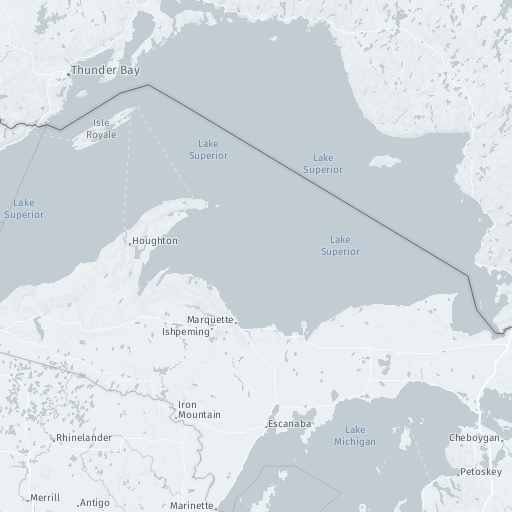 Thunder Bay
Isle
Royale
Lake
Superior
Lake
Superior
Lake
Superior
Houghton
Lake
Superior
Marquette
Ishpeming
Iron
Mountain
Escanaba
Lake
Michigan
Rhinelander
Cheboygan
Petoskey
Merrill
Antigo
Marinette